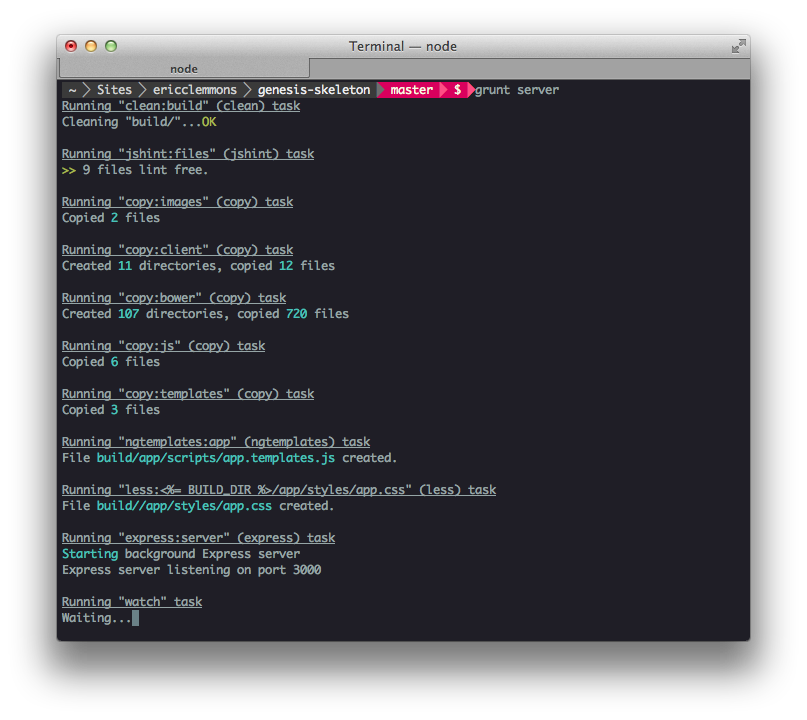 Terminal — node
node
~ Sites ericclemmons genesis-skeleton master $ grunt server
Running "clean:build" (clean) task
Cleaning "build/"...OK
Running "jshint:files" (jshint) task
>> 9 files lint free.
Running "copy:images" (copy) task
Copied 2 files
Running "copy:client" (copy) task
Created 11 directories, copied 12 files
Running "copy:bower" (copy) task
Created 107 directories, copied 720 files
Running "copy:js" (copy) task
Copied 6 files
Running "copy:templates" (copy) task
Copied 3 files
Running "ngtemplates:app" (ngtemplates) task
File build/app/scripts/app.templates.js created.
Running "less:<%= BUILD_DIR %>/app/styles/app.css" (less) task
File build//app/styles/app.css created.
Running "express:server" (express) task
Starting background Express server
Express server listening on port 3000
Running "watch" task
Waiting...